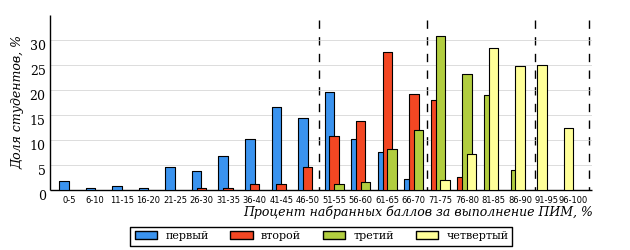 Доля студентов, %
30
25
20
15
10
5
0
0-5 6-10 11-15 16-20 21-25 26-30 31-35 36-40 41-45 46-50 51-55 56-60 61-65 66-70 71-75 76-80 81-85 86-90 91-95 96-100
Процент набранных баллов за выполнение ПИМ, %
первый второй третий четвертый